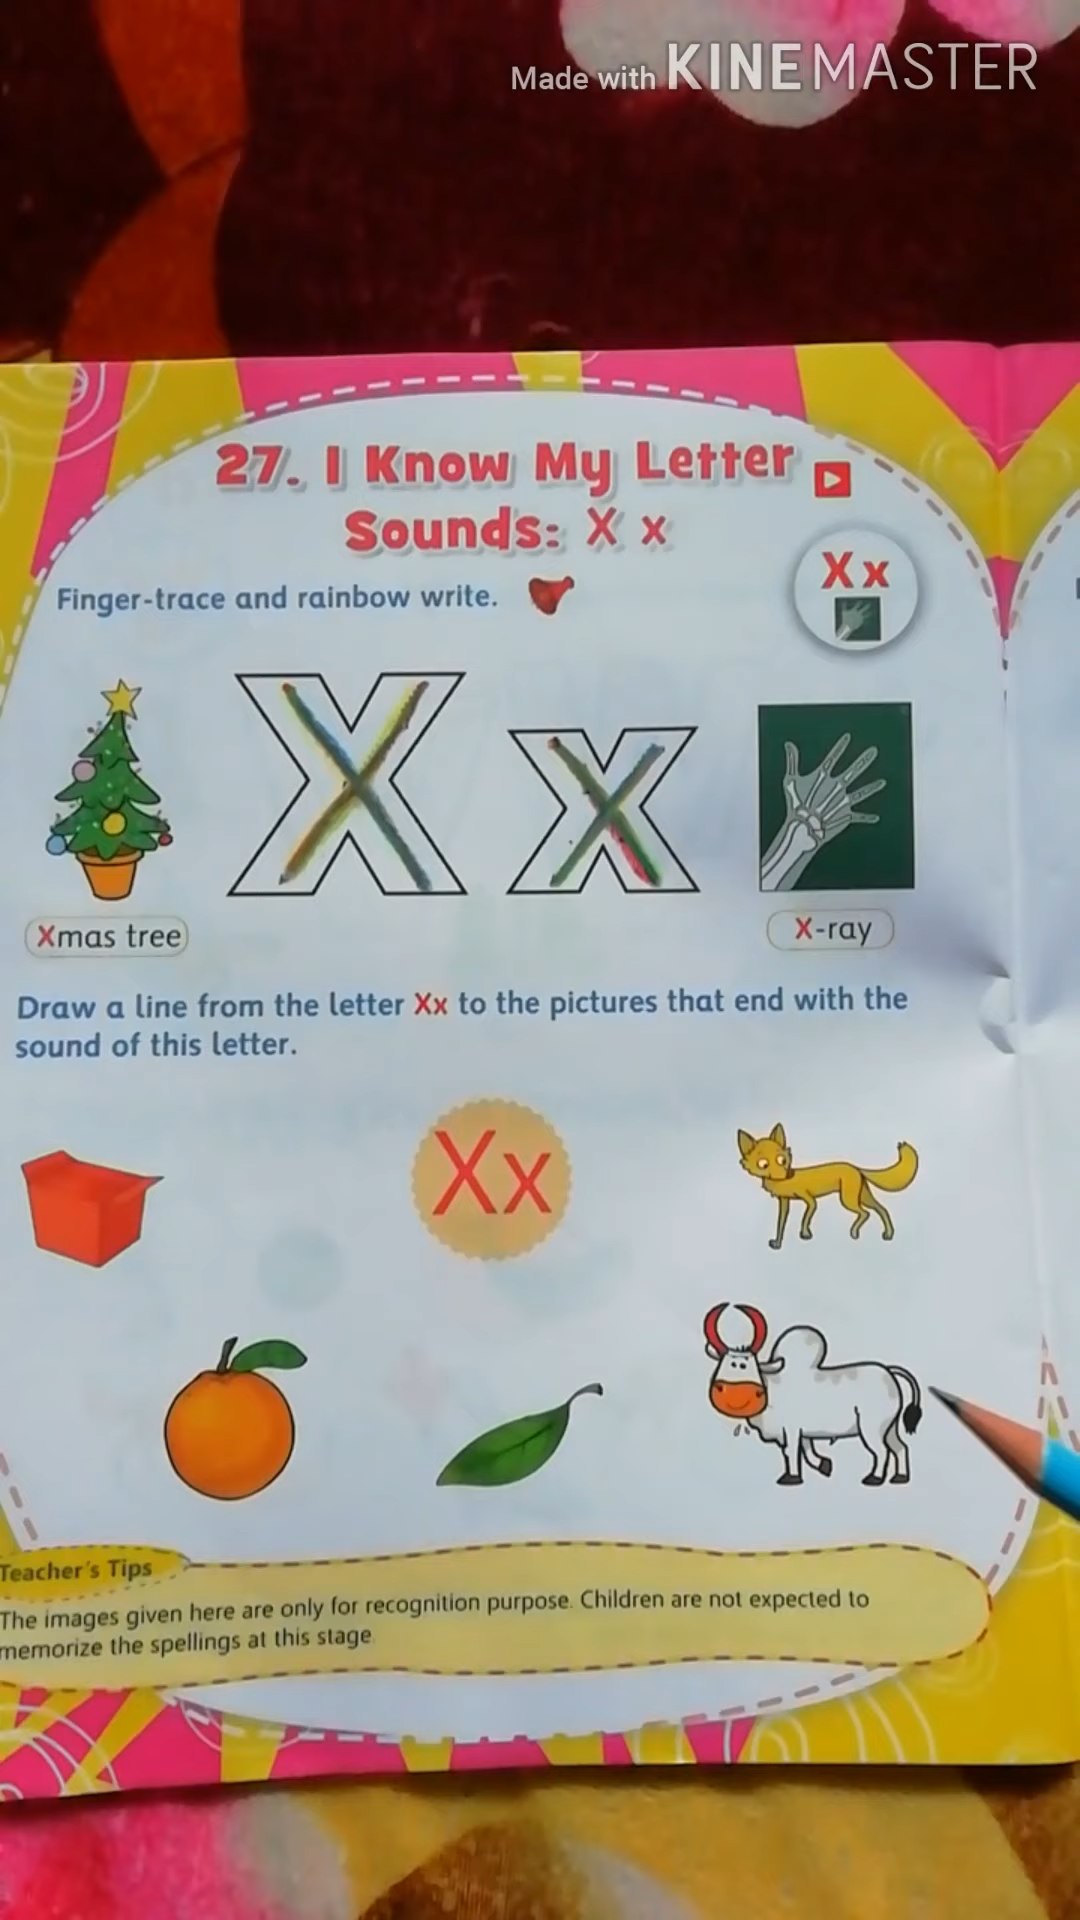 Made with KINEMASTER
27. I Know My Letter
Sounds: X x
Xx
Finger-trace and rainbow write.
X x
Xmas tree
X-ray
Draw a line from the letter Xx to the pictures that end with the
sound of this letter.
Xx
Teacher's Tips
The images given here are only for recognition purpose. Children are not expected to
memorize the spellings at this stage